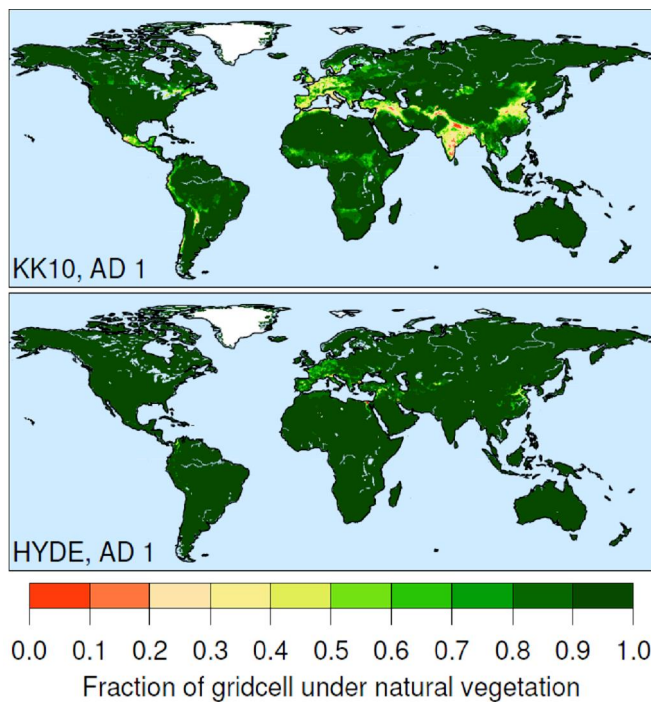 KK10, AD 1
HYDE, AD 1
0.0 0.1 0.2 0.3 0.4 0.5 0.6 0.7 0.8 0.9 1.0
Fraction of gridcell under natural vegetation